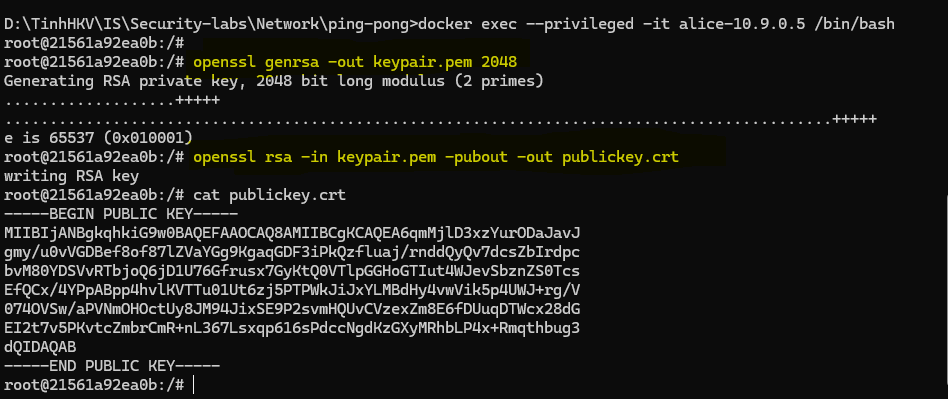 D:\TinhHKV\IS\Security-labs\Network\ping-pong>docker exec --privileged -it alice-10.9.0.5 /bin/bash
root@21561a92ea0b:/#
root@21561a92ea0b:/# openssl genrsa -out keypair.pem 2048
Generating RSA private key, 2048 bit long modulus (2 primes)
...................+++++
.....................................................................................+++++
e is 65537 (0x010001)
root@21561a92ea0b:/# openssl rsa -in keypair.pem -pubout -out publickey.crt
writing RSA key
root@21561a92ea0b:/# cat publickey.crt
-----BEGIN PUBLIC KEY-----
MIIBIjANBgkqhkiG9w0BAQEFAAOCAQ8AMIIBCgKCAQEA6qmMjlD3xzYurODaJavJ
gmy/u0vVGDBef8of87lZVaYGg9KgaqGDF3iPkQzfluaj/rnddQyQv7dcsZbIrdpc
bvM80YDSVvRTbjoQ6jD1U76Gfrusx7GyKtQ0VTlpGGHoGTIut4WJevSbznZS0Tcs
EfQCx/4YPpABpp4hvlKVTTu01Ut6zj5PTPWkJiJxYLMBdHy4vwVik5p4UWJ+rg/V
074OVSw/aPVNmOHOctUy8JM94JixSE9P2svmHQUvCVzexZm8E6fDUuqDTWcx28dG
EI2t7v5PKvtcZmbrCmR+nL367Lsxqp616sPdccNgdKzGXyMRhbLP4x+Rmqthbug3
dQIDAQAB
-----END PUBLIC KEY-----
root@21561a92ea0b:/#